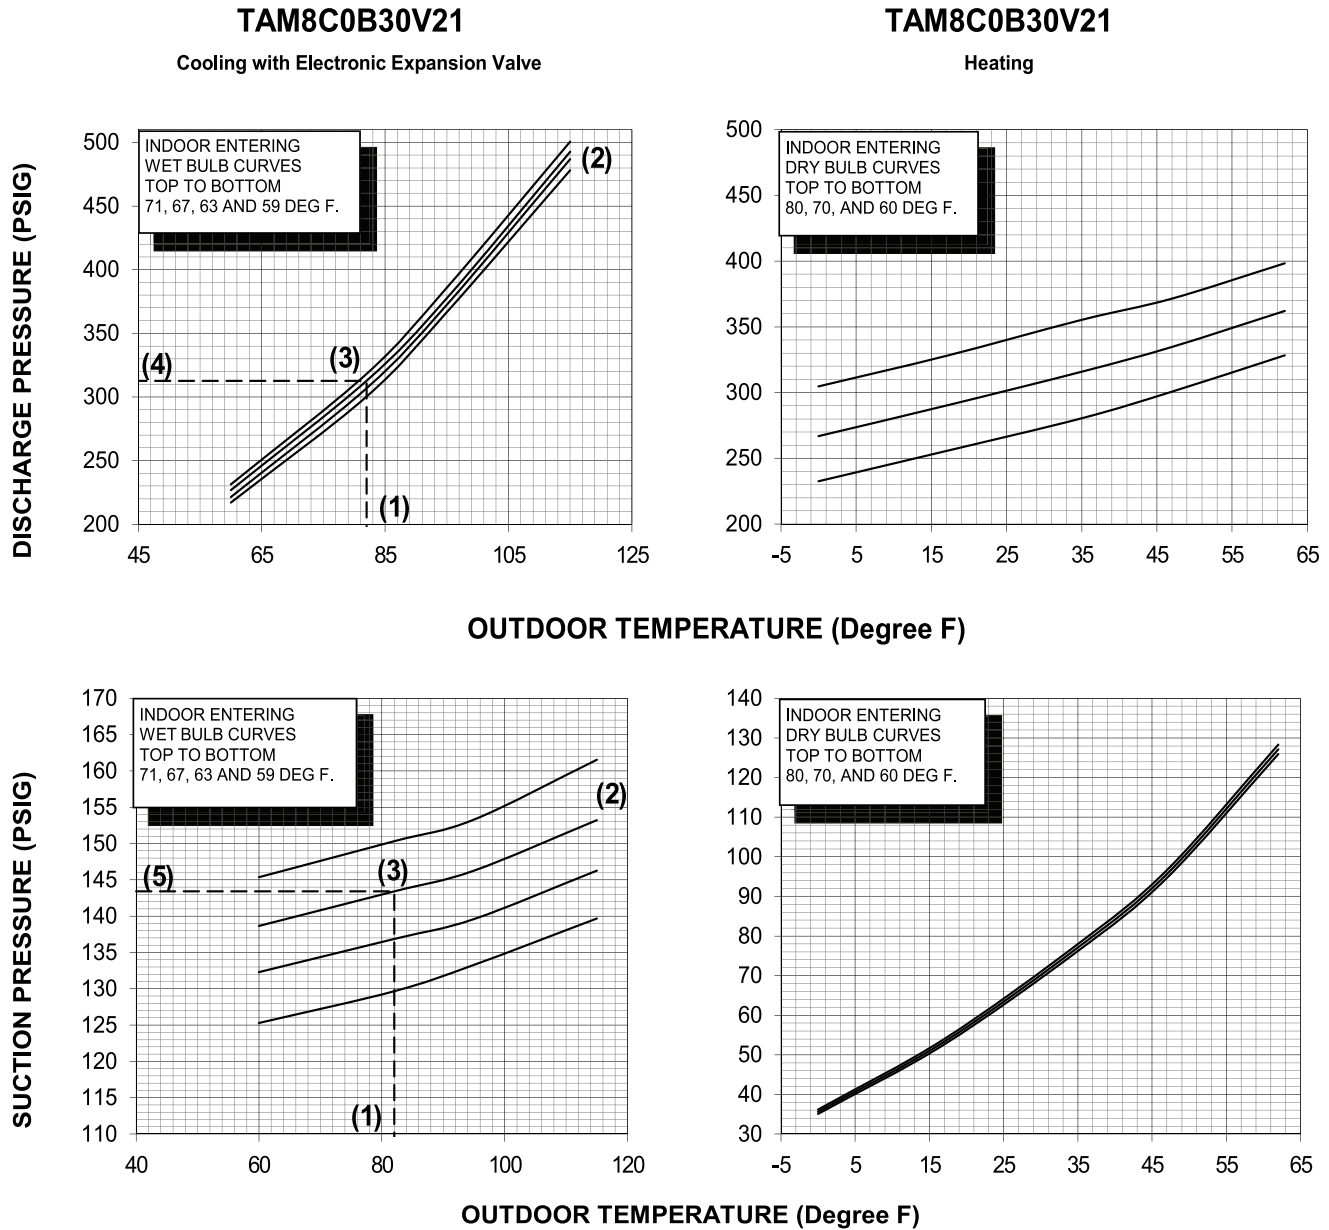 TAM8C0B30V21
Cooling with Electronic Expansion Valve
TAM8C0B30V21
Heating
DISCHARGE PRESSURE (PSIG)
500
450
400
350
300
250
200
INDOOR ENTERING
WET BULB CURVES
TOP TO BOTTOM
71, 67, 63 AND 59 DEG F.
(2)
(3)
(4)
(1)
45 65 85 105 125
500
450
400
350
300
250
200
INDOOR ENTERING
DRY BULB CURVES
TOP TO BOTTOM
80, 70, AND 60 DEG F.
-5 5 15 25 35 45 55 65
OUTDOOR TEMPERATURE (Degree F)
SUCTION PRESSURE (PSIG)
170
165
160
155
150
145
140
135
130
125
120
115
110
INDOOR ENTERING
WET BULB CURVES
TOP TO BOTTOM
71, 67, 63 AND 59 DEG F.
(2)
(5)
(3)
(1)
40 60 80 100 120
140
130
120
110
100
90
80
70
60
50
40
30
INDOOR ENTERING
DRY BULB CURVES
TOP TO BOTTOM
80, 70, AND 60 DEG F.
-5 5 15 25 35 45 55 65
OUTDOOR TEMPERATURE (Degree F)